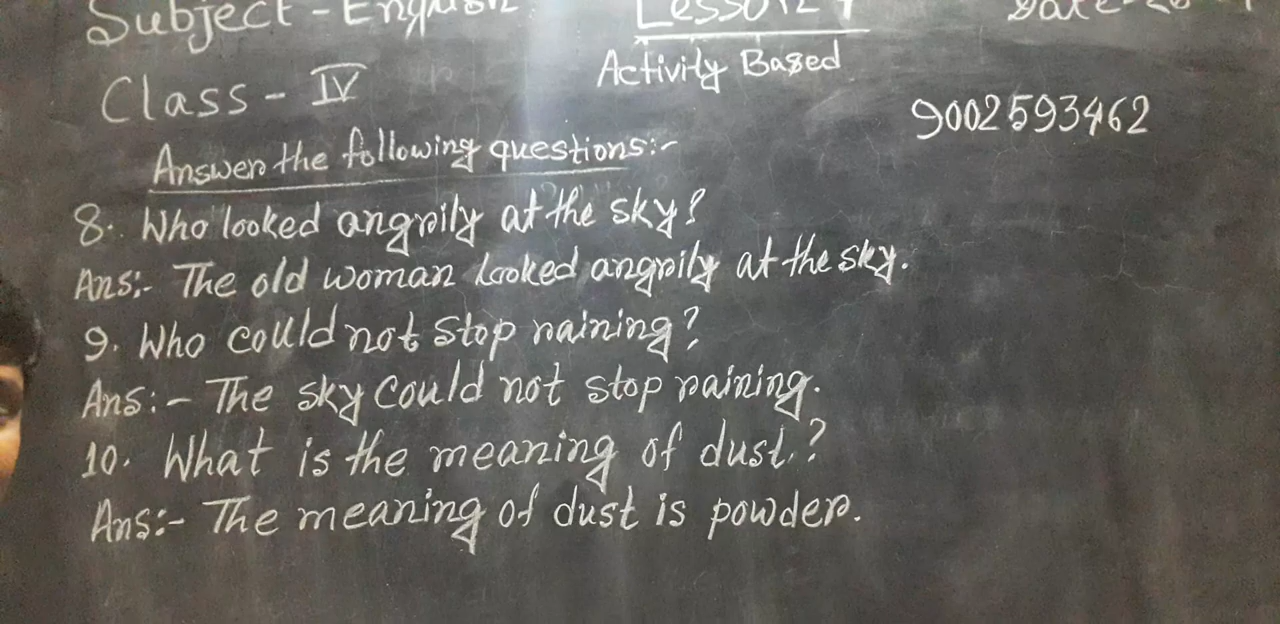 Subject - English
Lesson
Date -
Class - IV
Activity Based
9002593462
Answer the following questions:-
8. Who looked angrily at the sky?
Ans:- The old woman looked angrily at the sky.
9. Who could not stop raining?
Ans:- The sky could not stop raining.
10. What is the meaning of dust.?
Ans:- The meaning of dust is powder.